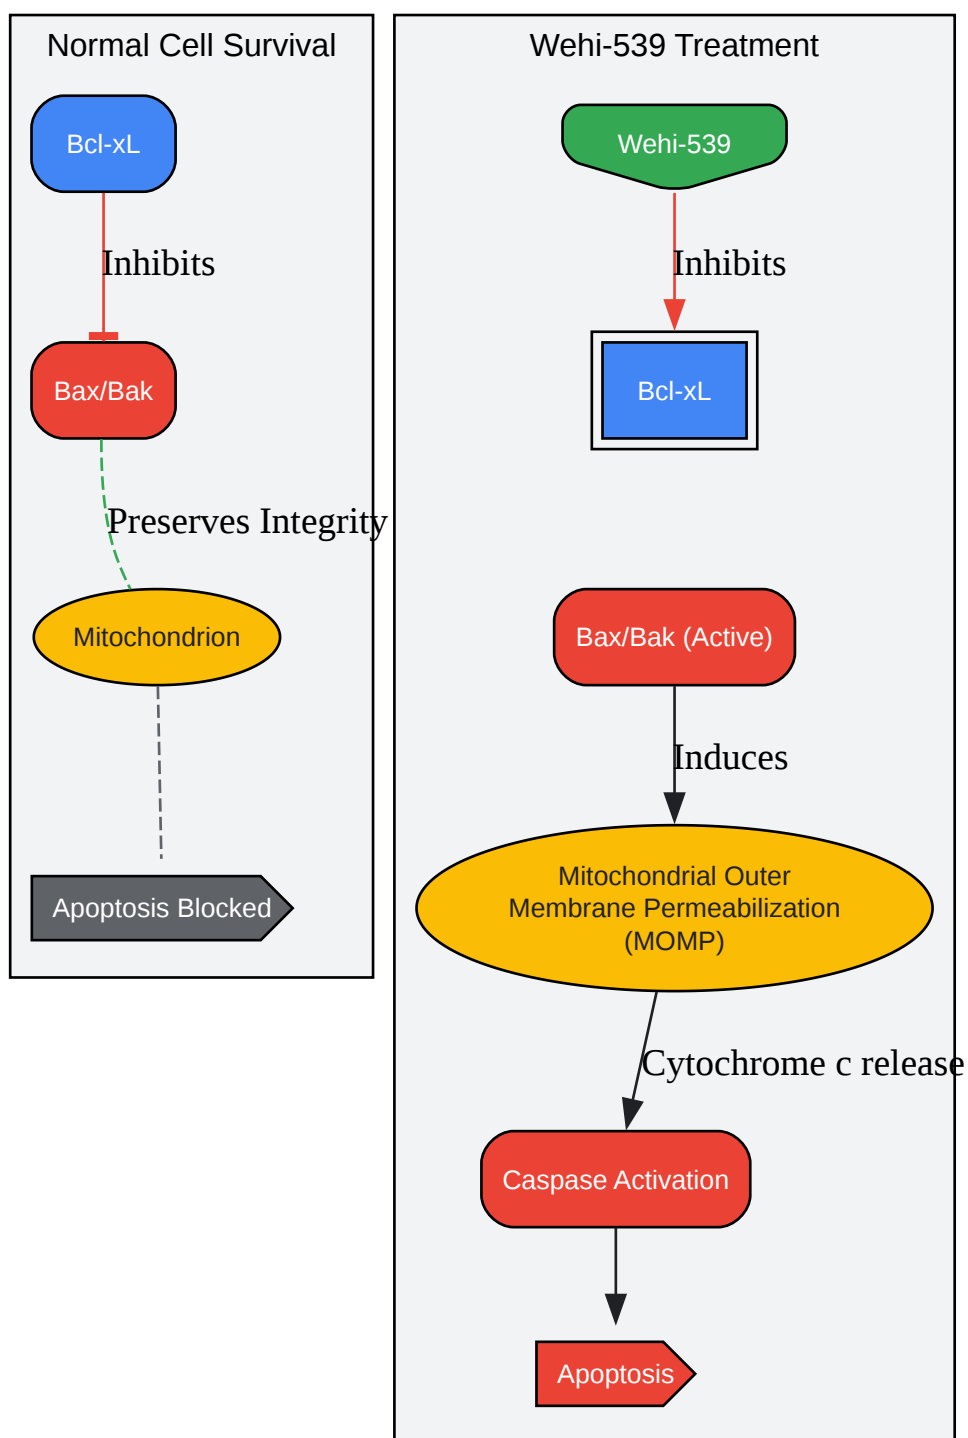 Normal Cell Survival
Bcl-xL
Inhibits
Bax/Bak
Preserves Integrity
Mitochondrion
Apoptosis Blocked
Wehi-539 Treatment
Wehi-539
Inhibits
Bcl-xL
Bax/Bak (Active)
Induces
Mitochondrial Outer
Membrane Permeabilization
(MOMP)
Cytochrome c release
Caspase Activation
Apoptosis